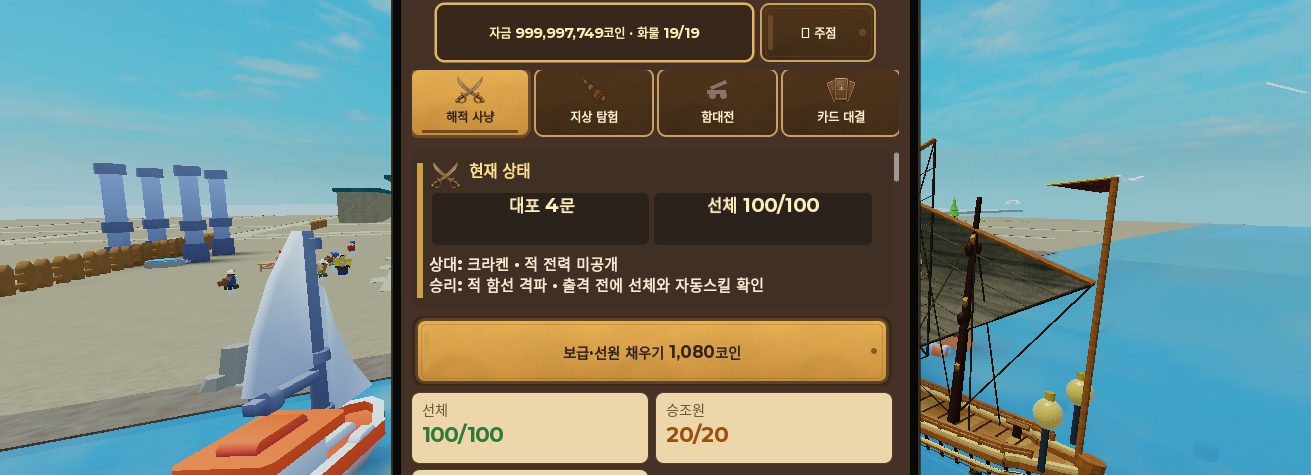 자금 999,997,749코인 • 화물 19/19
주점
해적 사냥
지상 탐험
함대전
카드 대결
현재 상태
대포 4문
선체 100/100
상대: 크라켄 • 적 전력 미공개
승리: 적 함선 격파 • 출격 전에 선체와 자동스킬 확인
보급·선원 채우기 1,080코인
선체
100/100
승조원
20/20